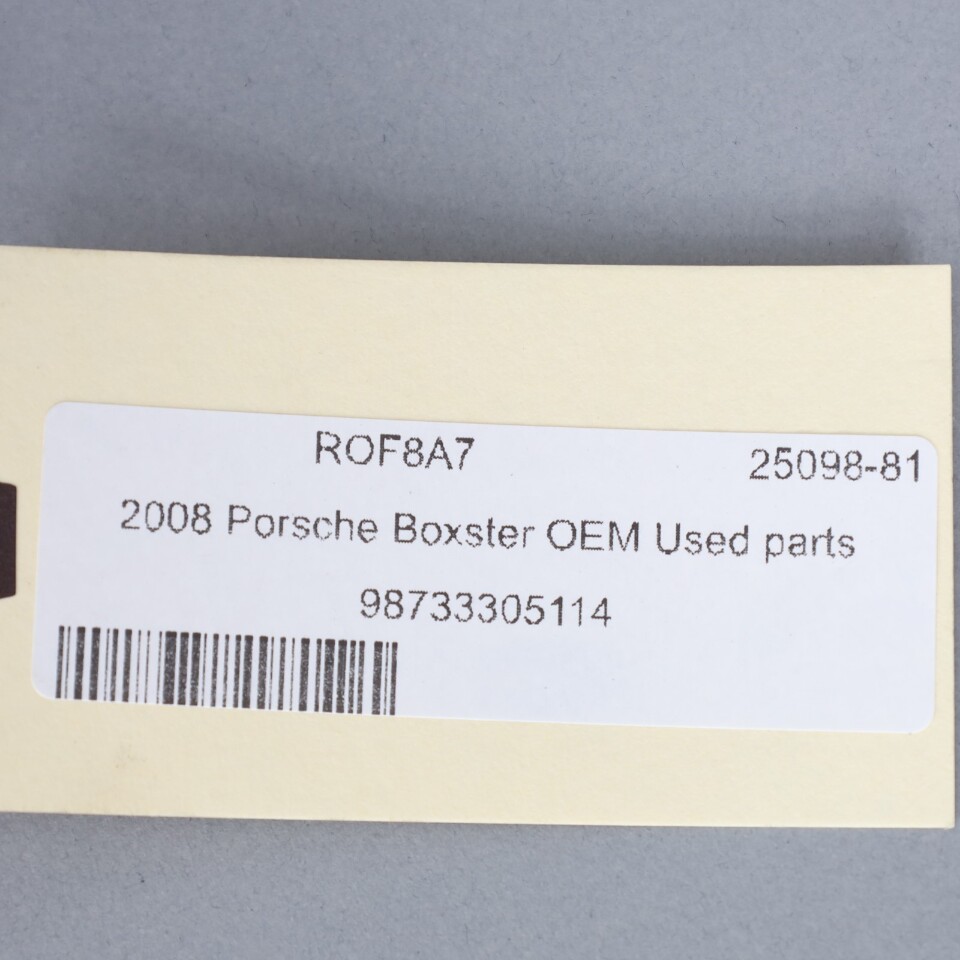 ROF8A7 25098-81
2008 Porsche Boxster OEM Used parts
98733305114